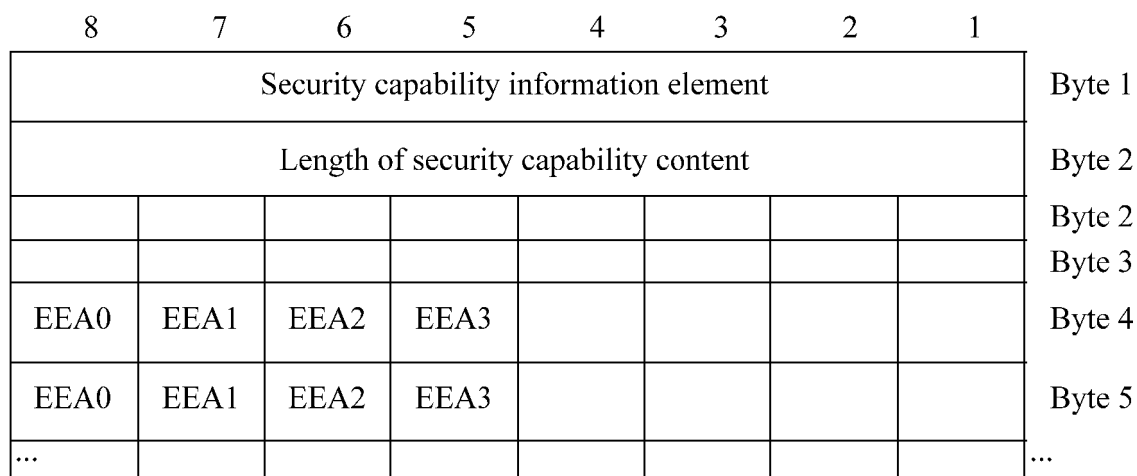 8 7 6 5 4 3 2 1
Security capability information element Byte 1
Length of security capability content Byte 2
Byte 2
Byte 3
EEA0 EEA1 EEA2 EEA3 Byte 4
EEA0 EEA1 EEA2 EEA3 Byte 5
... ...